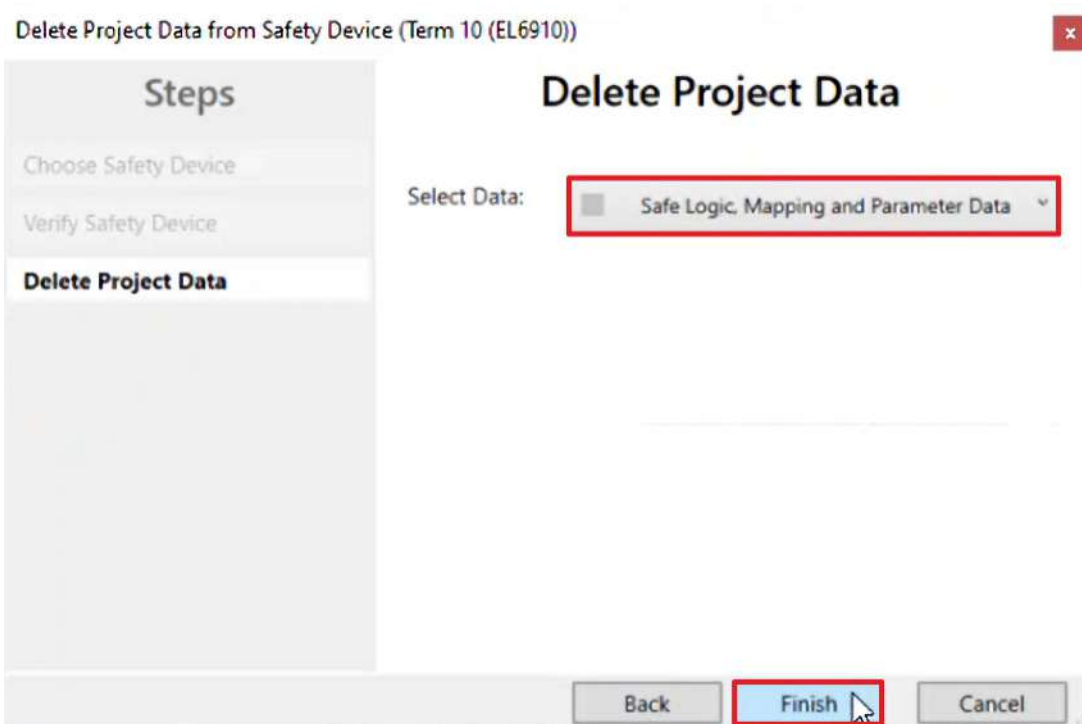 Delete Project Data from Safety Device (Term 10 (EL6910))
x
Steps
Choose Safety Device
Verify Safety Device
Delete Project Data
Delete Project Data
Select Data:
Safe Logic, Mapping and Parameter Data
Back
Finish
Cancel